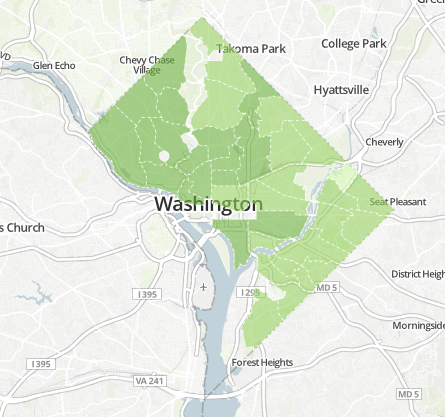 College Park
Takoma Park
Chevy Chase
Village
Glen Echo
Hyattsville
Cheverly
Washington
Seat Pleasant
s Church
District Heigh
I 395
I 295
MD 5
Morningside
I 395
Forest Heights
VA 241
MD 5